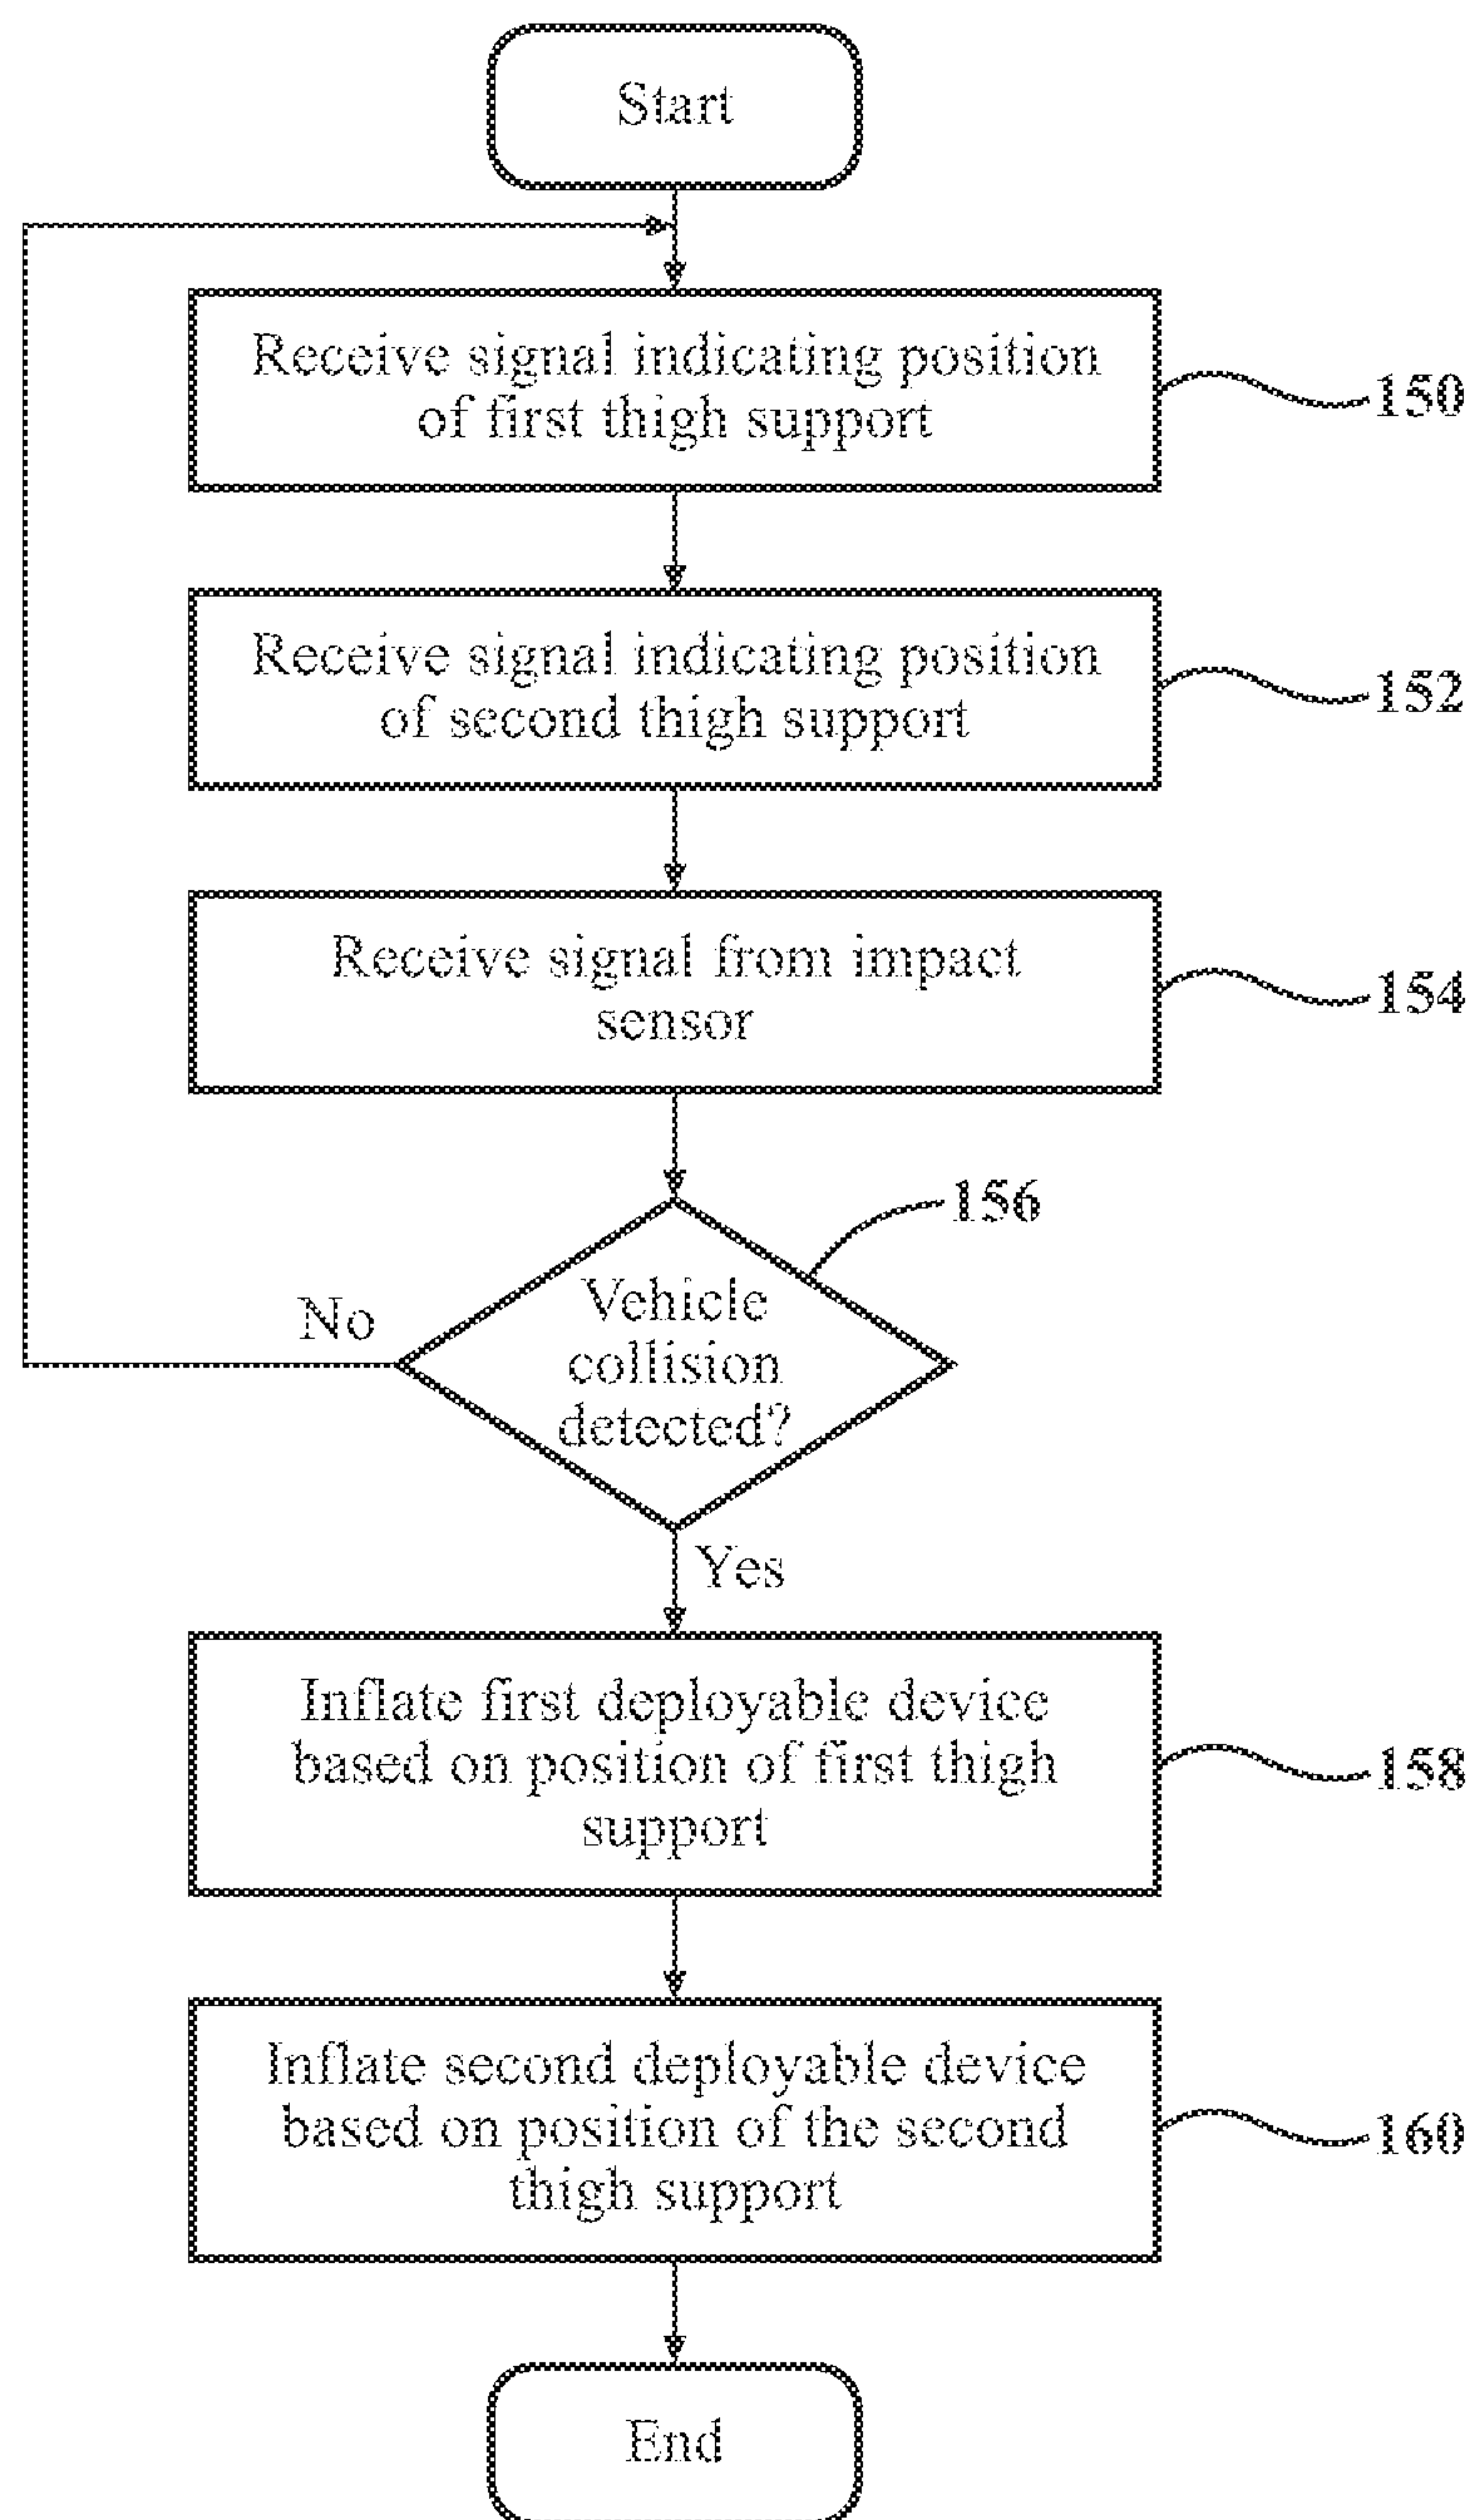 Start
Receive signal indicating position
of first thigh support
150
Receive signal indicating position
of second thigh support
152
Receive signal from impact
sensor
154
156
Vehicle
collision
detected?
No
Yes
Inflate first deployable device
based on position of first thigh
support
158
Inflate second deployable device
based on position of the second
thigh support
160
End